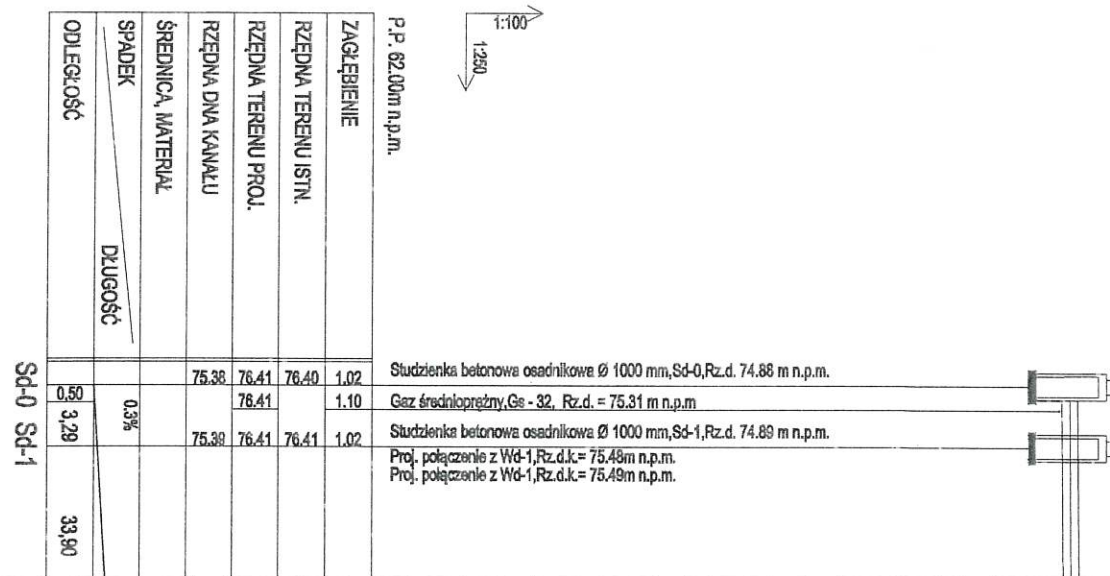 1:100
1:250
P.P. 62.00m n.p.m.
ZAGŁĘBIENIE
RZĘDNA TERENU ISTN.
RZĘDNA TERENU PROJ.
RZĘDNA DNA KANAŁU
ŚREDNICA, MATERIAŁ
SPADEK
DŁUGOŚĆ
ODLEGŁOŚĆ
75.38 76.41 76.40 1.02 Studzienka betonowa osadnikowa Ø 1000 mm,Sd-0,Rz.d. 74.88 m n.p.m.
0,50
76.41 1.10 Gaz średnioprężny,Gs - 32, Rz.d. = 75.31 m n.p.m
0.3%
3,29
75.39 76.41 76.41 1.02 Studzienka betonowa osadnikowa Ø 1000 mm,Sd-1,Rz.d. 74.89 m n.p.m.
Proj. połączenie z Wd-1,Rz.d.k.= 75.48m n.p.m.
Proj. połączenie z Wd-1,Rz.d.k.= 75.49m n.p.m.
33,90
Sd-0 Sd-1